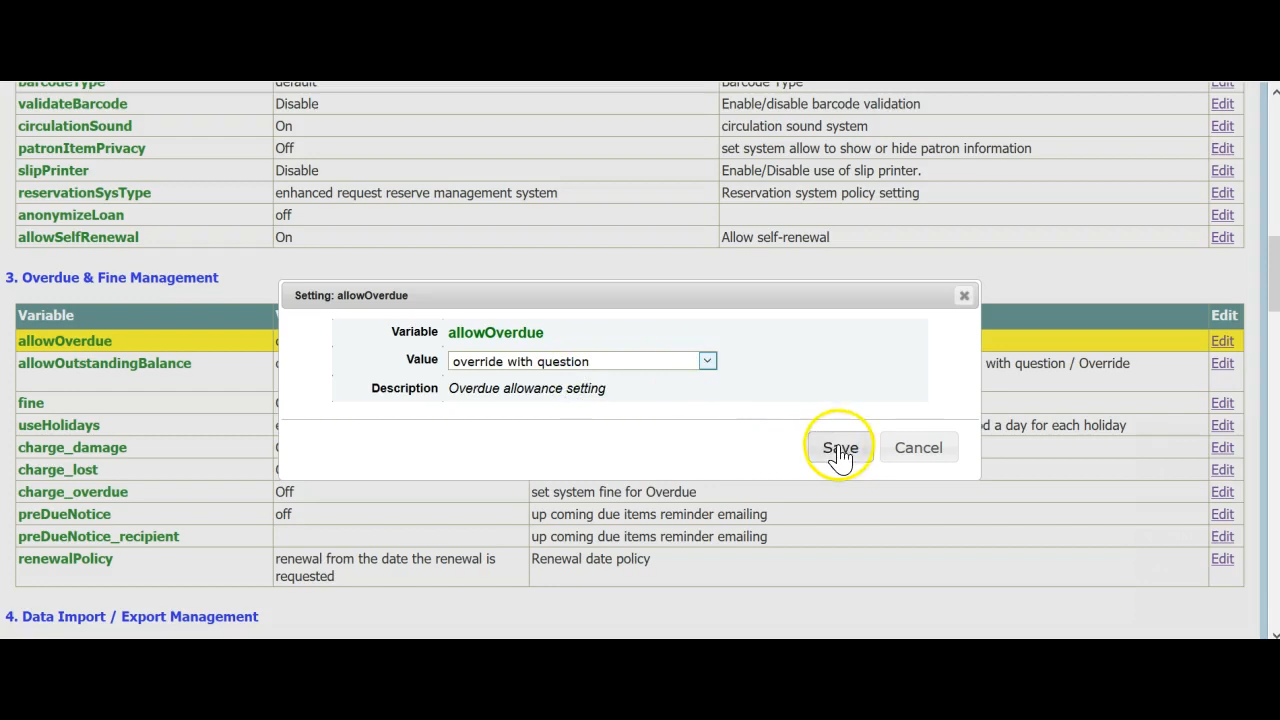 barcodeType default Barcode Type Edit
validateBarcode Disable Enable/disable barcode validation Edit
circulationSound On circulation sound system Edit
patronItemPrivacy Off set system allow to show or hide patron information Edit
slipPrinter Disable Enable/Disable use of slip printer. Edit
reservationSysType enhanced request reserve management system Reservation system policy setting Edit
anonymizeLoan off Edit
allowSelfRenewal On Allow self-renewal Edit
3. Overdue & Fine Management
Setting: allowOverdue
Variable Edit
Variable allowOverdue
allowOverdue Edit
Value override with question
allowOutstandingBalance with question / Override Edit
Description Overdue allowance setting
fine Edit
useHolidays a day for each holiday Edit
Save Cancel
charge_damage Edit
charge_lost Edit
charge_overdue Off set system fine for Overdue Edit
preDueNotice off up coming due items reminder emailing Edit
preDueNotice_recipient up coming due items reminder emailing Edit
renewalPolicy renewal from the date the renewal is Renewal date policy Edit
requested
4. Data Import / Export Management